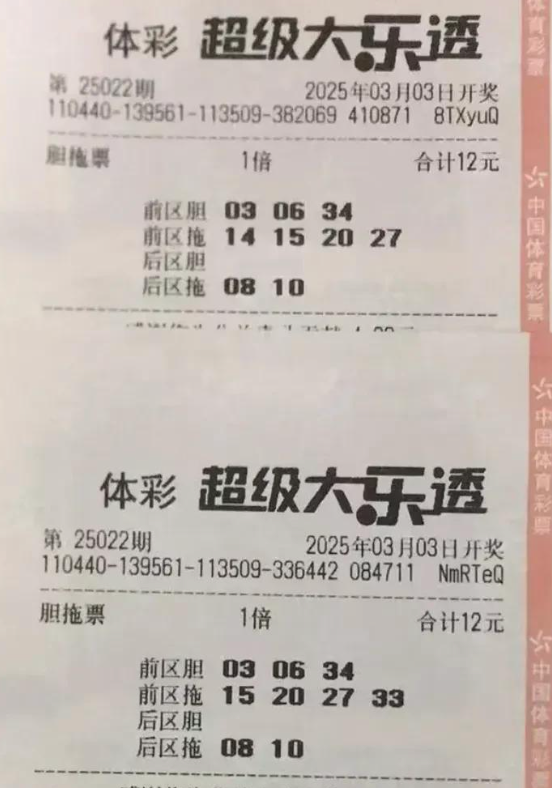 体彩 超级大乐透
第 25022期 2025年03月03日开奖
110440-139561-113509-382069 410871 8TXyuQ
胆拖票 1倍 合计12元
前区胆 03 06 34
前区拖 14 15 20 27
后区胆
后区拖 08 10
体育彩票
中国体育彩票
体彩 超级大乐透
第 25022期 2025年03月03日开奖
110440-139561-113509-336442 084711 NmRTeQ
胆拖票 1倍 合计12元
前区胆 03 06 34
前区拖 15 20 27 33
后区胆
后区拖 08 10
中国体育彩票
中国体育彩票